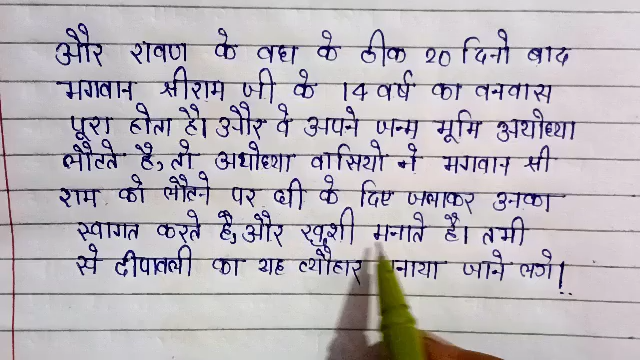 और रावण के वध के ठीक 20 दिनो बाद
भगवान श्रीराम जी के 14 वर्ष का वनवास
पूरा होता है। और वे अपने जन्म भूमि अयोध्या
लौटते है, तो अयोध्या वासियो ने भगवान श्री
राम को लौटने पर घी के दिए जलाकर उनका
स्वागत करते है, और खुशी मनाते है। तभी
से दीपावली का यह त्यौहार मनाया जाने लगे!